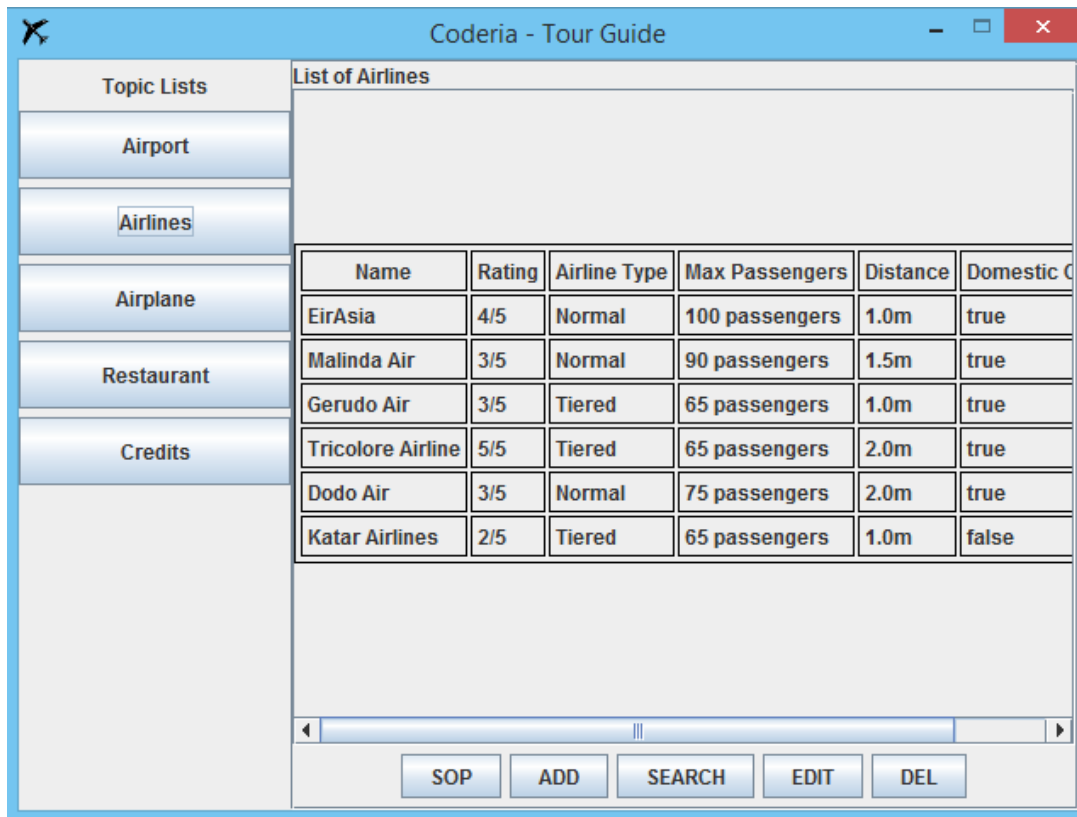 Coderia - Tour Guide
Topic Lists
Airport
Airlines
Airplane
Restaurant
Credits
List of Airlines
Name Rating Airline Type Max Passengers Distance Domestic
EirAsia 4/5 Normal 100 passengers 1.0m true
Malinda Air 3/5 Normal 90 passengers 1.5m true
Gerudo Air 3/5 Tiered 65 passengers 1.0m true
Tricolore Airline 5/5 Tiered 65 passengers 2.0m true
Dodo Air 3/5 Normal 75 passengers 2.0m true
Katar Airlines 2/5 Tiered 65 passengers 1.0m false
SOP ADD SEARCH EDIT DEL